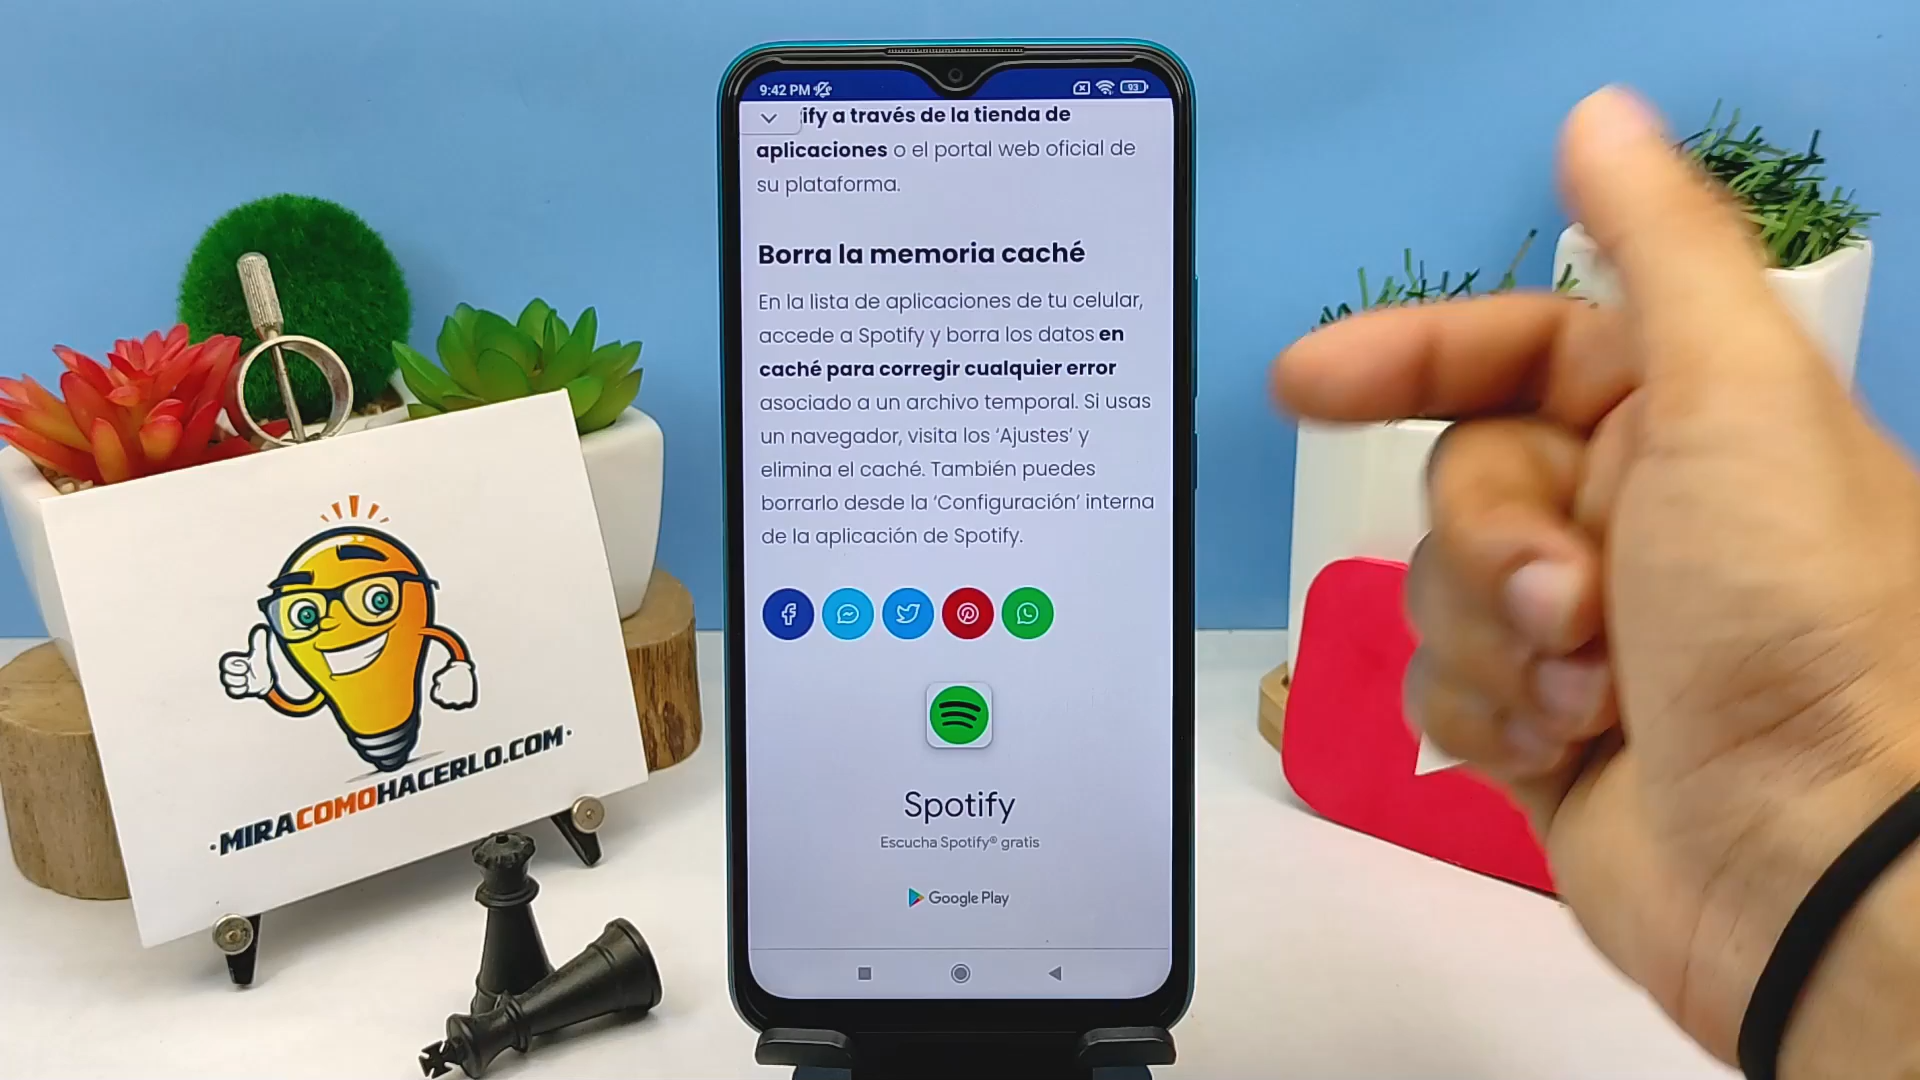 9:42 PM
93
ify a través de la tienda de
aplicaciones o el portal web oficial de
su plataforma.
Borra la memoria caché
En la lista de aplicaciones de tu celular,
accede a Spotify y borra los datos en
caché para corregir cualquier error
asociado a un archivo temporal. Si usas
un navegador, visita los ‘Ajustes’ y
elimina el caché. También puedes
borrarlo desde la ‘Configuración’ interna
de la aplicación de Spotify.
Spotify
Escucha Spotify® gratis
Google Play
·MIRACOMOHACERLO.COM·